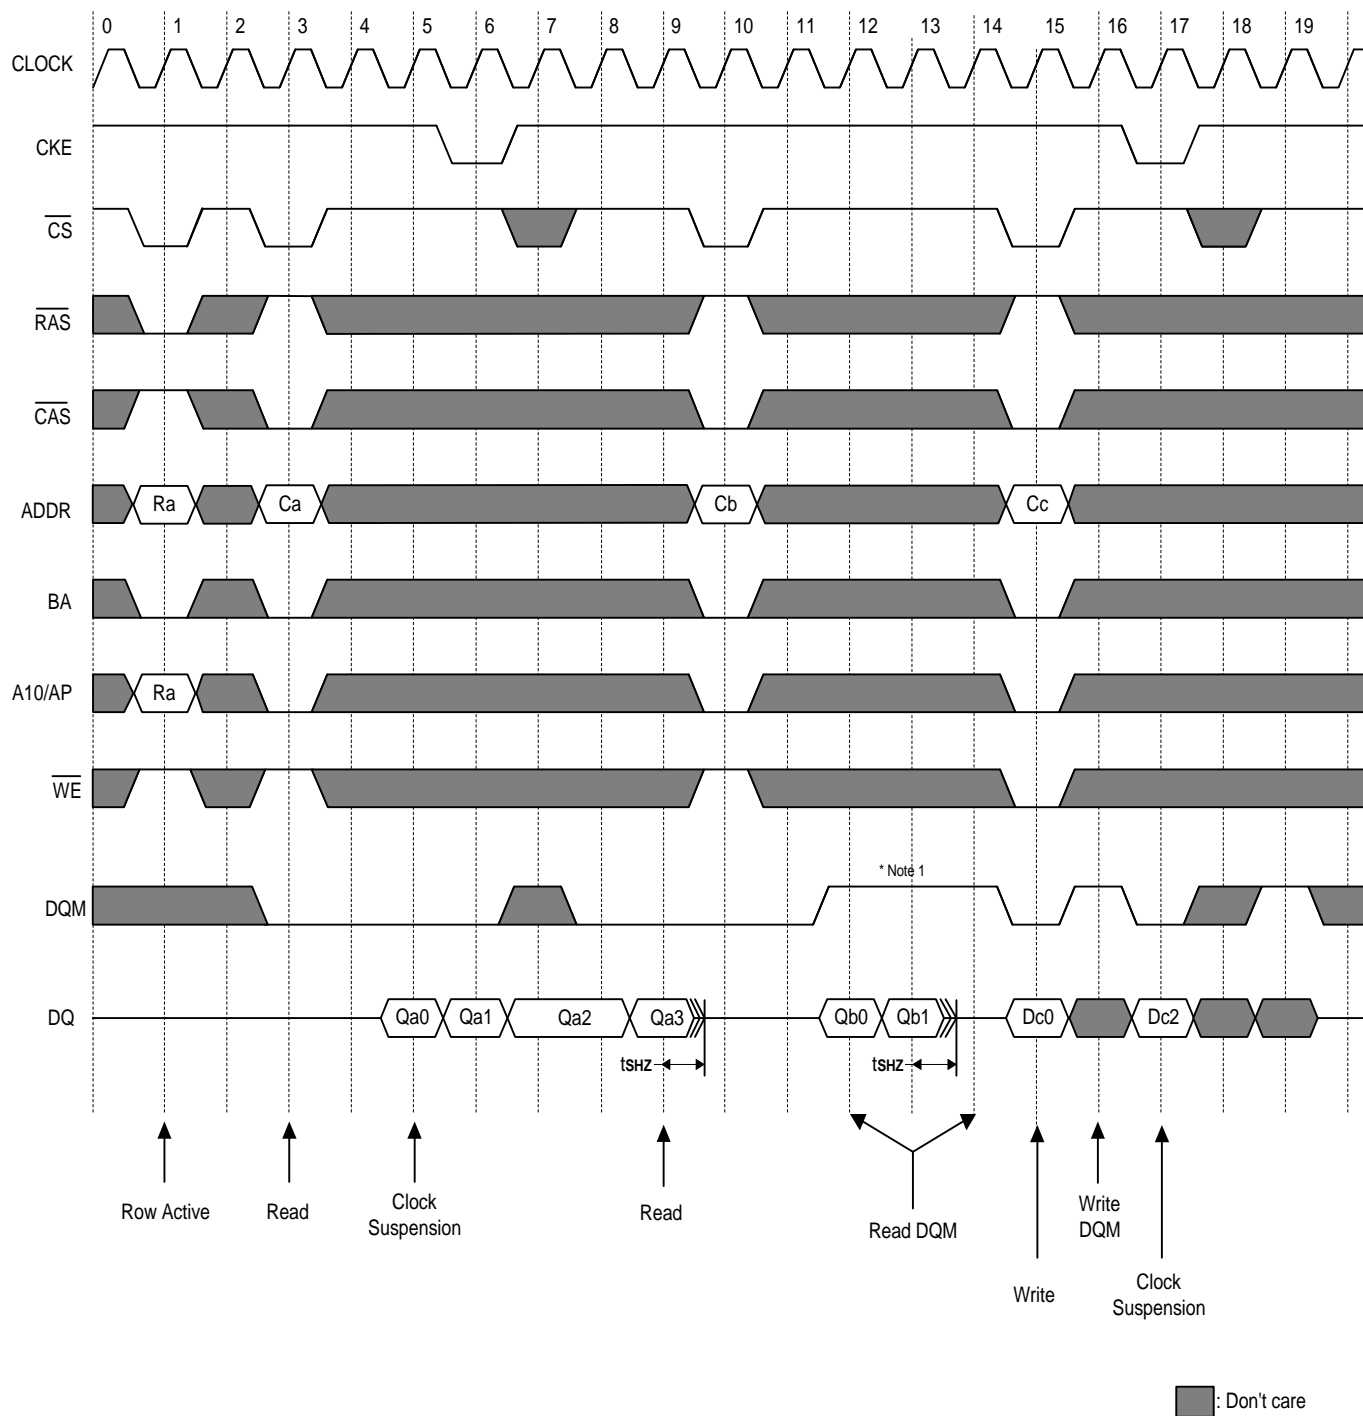 0 1 2 3 4 5 6 7 8 9 10 11 12 13 14 15 16 17 18 19
CLOCK
CKE
CS
RAS
CAS
ADDR Ra Ca Cb Cc
BA
A10/AP Ra
WE
* Note 1
DQM
DQ Qa0 Qa1 Qa2 Qa3 Qb0 Qb1 Dc0 Dc2
tSHZ tSHZ
Row Active Read Clock
Suspension
Read
Read DQM
Write
DQM
Write
Clock
Suspension
: Don't care